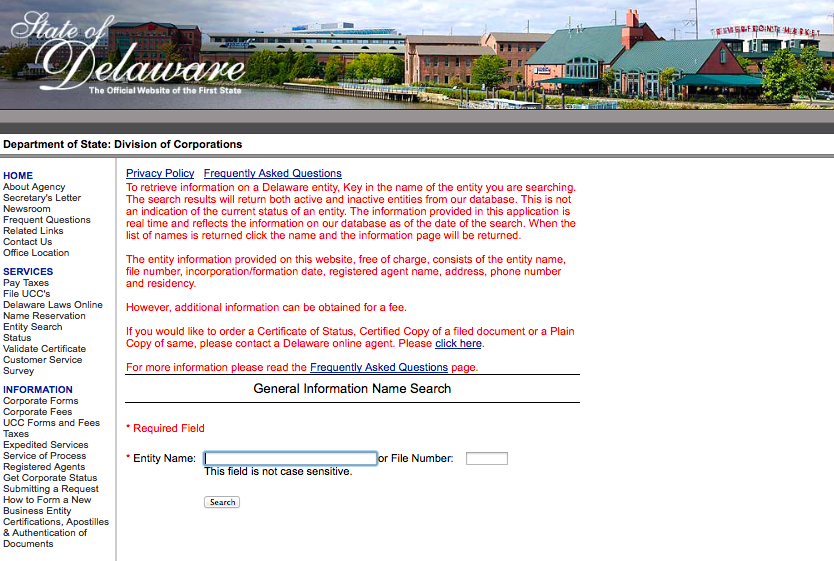 State of
Delaware
The Official Website of the First State
RIVERFRONT MARKET
Department of State: Division of Corporations
HOME
About Agency
Secretary's Letter
Newsroom
Frequent Questions
Related Links
Contact Us
Office Location
SERVICES
Pay Taxes
File UCC's
Delaware Laws Online
Name Reservation
Entity Search
Status
Validate Certificate
Customer Service
Survey
INFORMATION
Corporate Forms
Corporate Fees
UCC Forms and Fees
Taxes
Expedited Services
Service of Process
Registered Agents
Get Corporate Status
Submitting a Request
How to Form a New
Business Entity
Certifications, Apostilles
& Authentication of
Documents
Privacy Policy Frequently Asked Questions
To retrieve information on a Delaware entity, Key in the name of the entity you are searching.
The search results will return both active and inactive entities from our database. This is not
an indication of the current status of an entity. The information provided in this application is
real time and reflects the information on our database as of the date of the search. When the
list of names is returned click the name and the information page will be returned.
The entity information provided on this website, free of charge, consists of the entity name,
file number, incorporation/formation date, registered agent name, address, phone number
and residency.
However, additional information can be obtained for a fee.
If you would like to order a Certificate of Status, Certified Copy of a filed document or a Plain
Copy of same, please contact a Delaware online agent. Please click here.
For more information please read the Frequently Asked Questions page.
General Information Name Search
* Required Field
* Entity Name: or File Number:
This field is not case sensitive.
Search